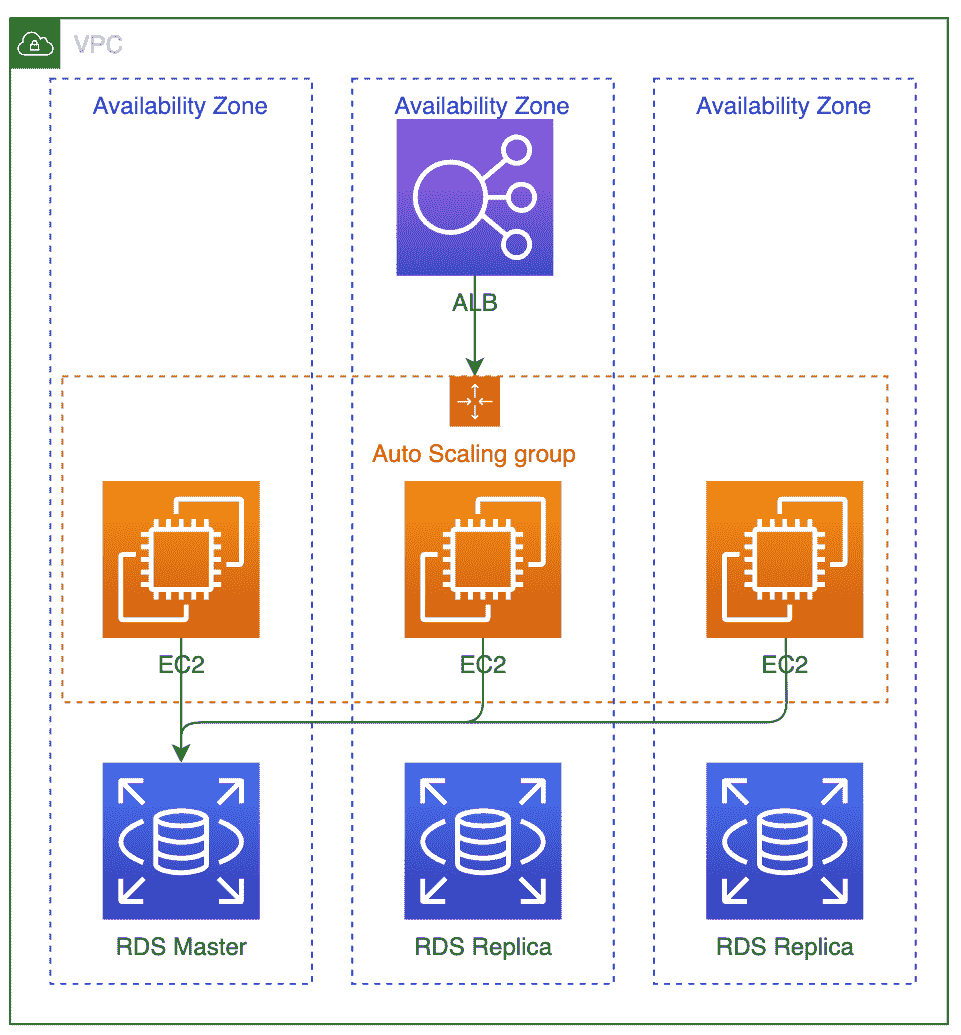 VPC
Availability Zone
Availability Zone
Availability Zone
ALB
Auto Scaling group
EC2
EC2
EC2
RDS Master
RDS Replica
RDS Replica